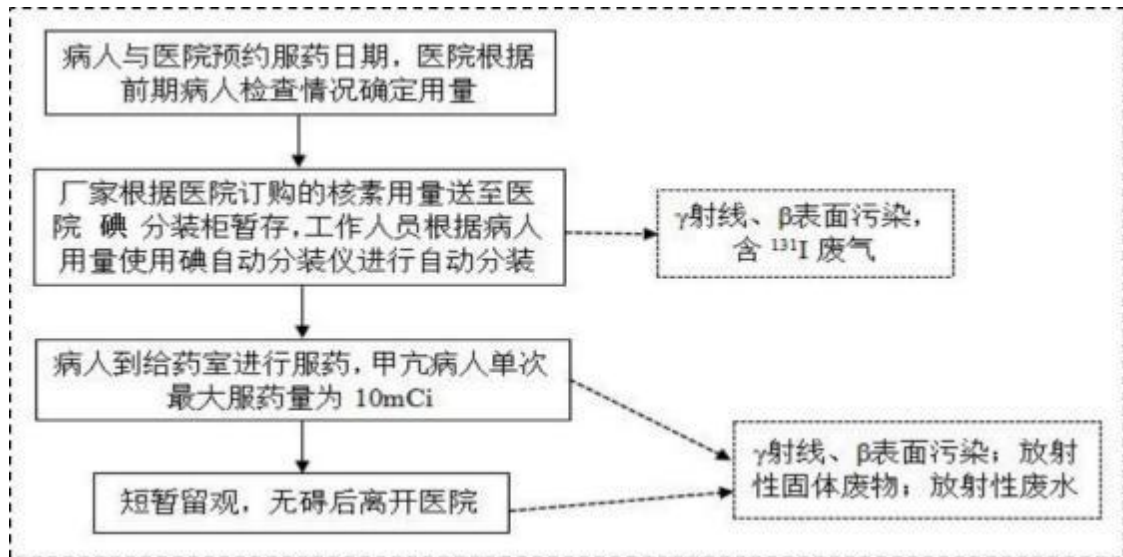 病人与医院预约服药日期，医院根据
前期病人检查情况确定用量
厂家根据医院订购的核素用量送至医
院 碘 分装柜暂存，工作人员根据病人
用量使用碘自动分装仪进行自动分装
γ射线、β表面污染，
含 ¹³¹I 废气
病人到给药室进行服药，甲亢病人单次
最大服药量为 10mCi
γ射线、β表面污染；放射
性固体废物；放射性废水
短暂留观，无碍后离开医院